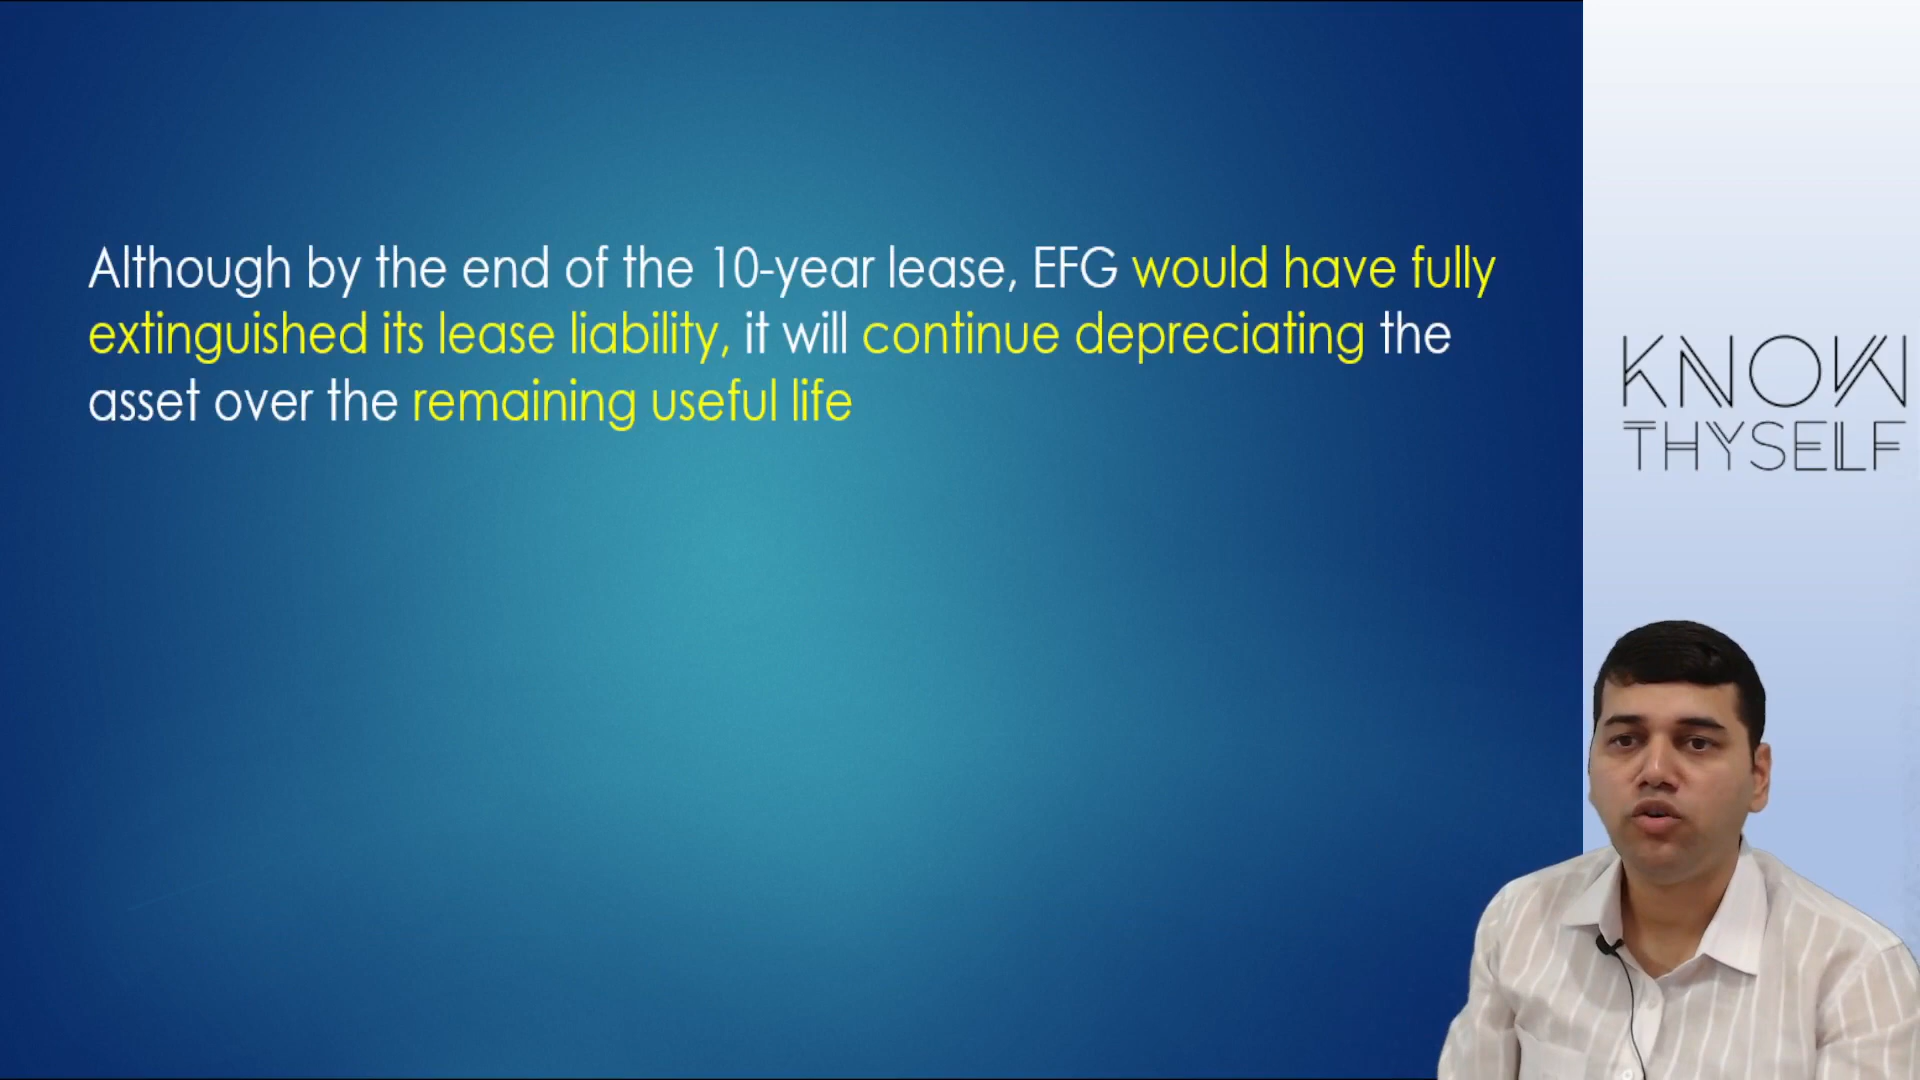 Although by the end of the 10-year lease, EFG would have fully
extinguished its lease liability, it will continue depreciating the
asset over the remaining useful life
KNOW
THYSELF